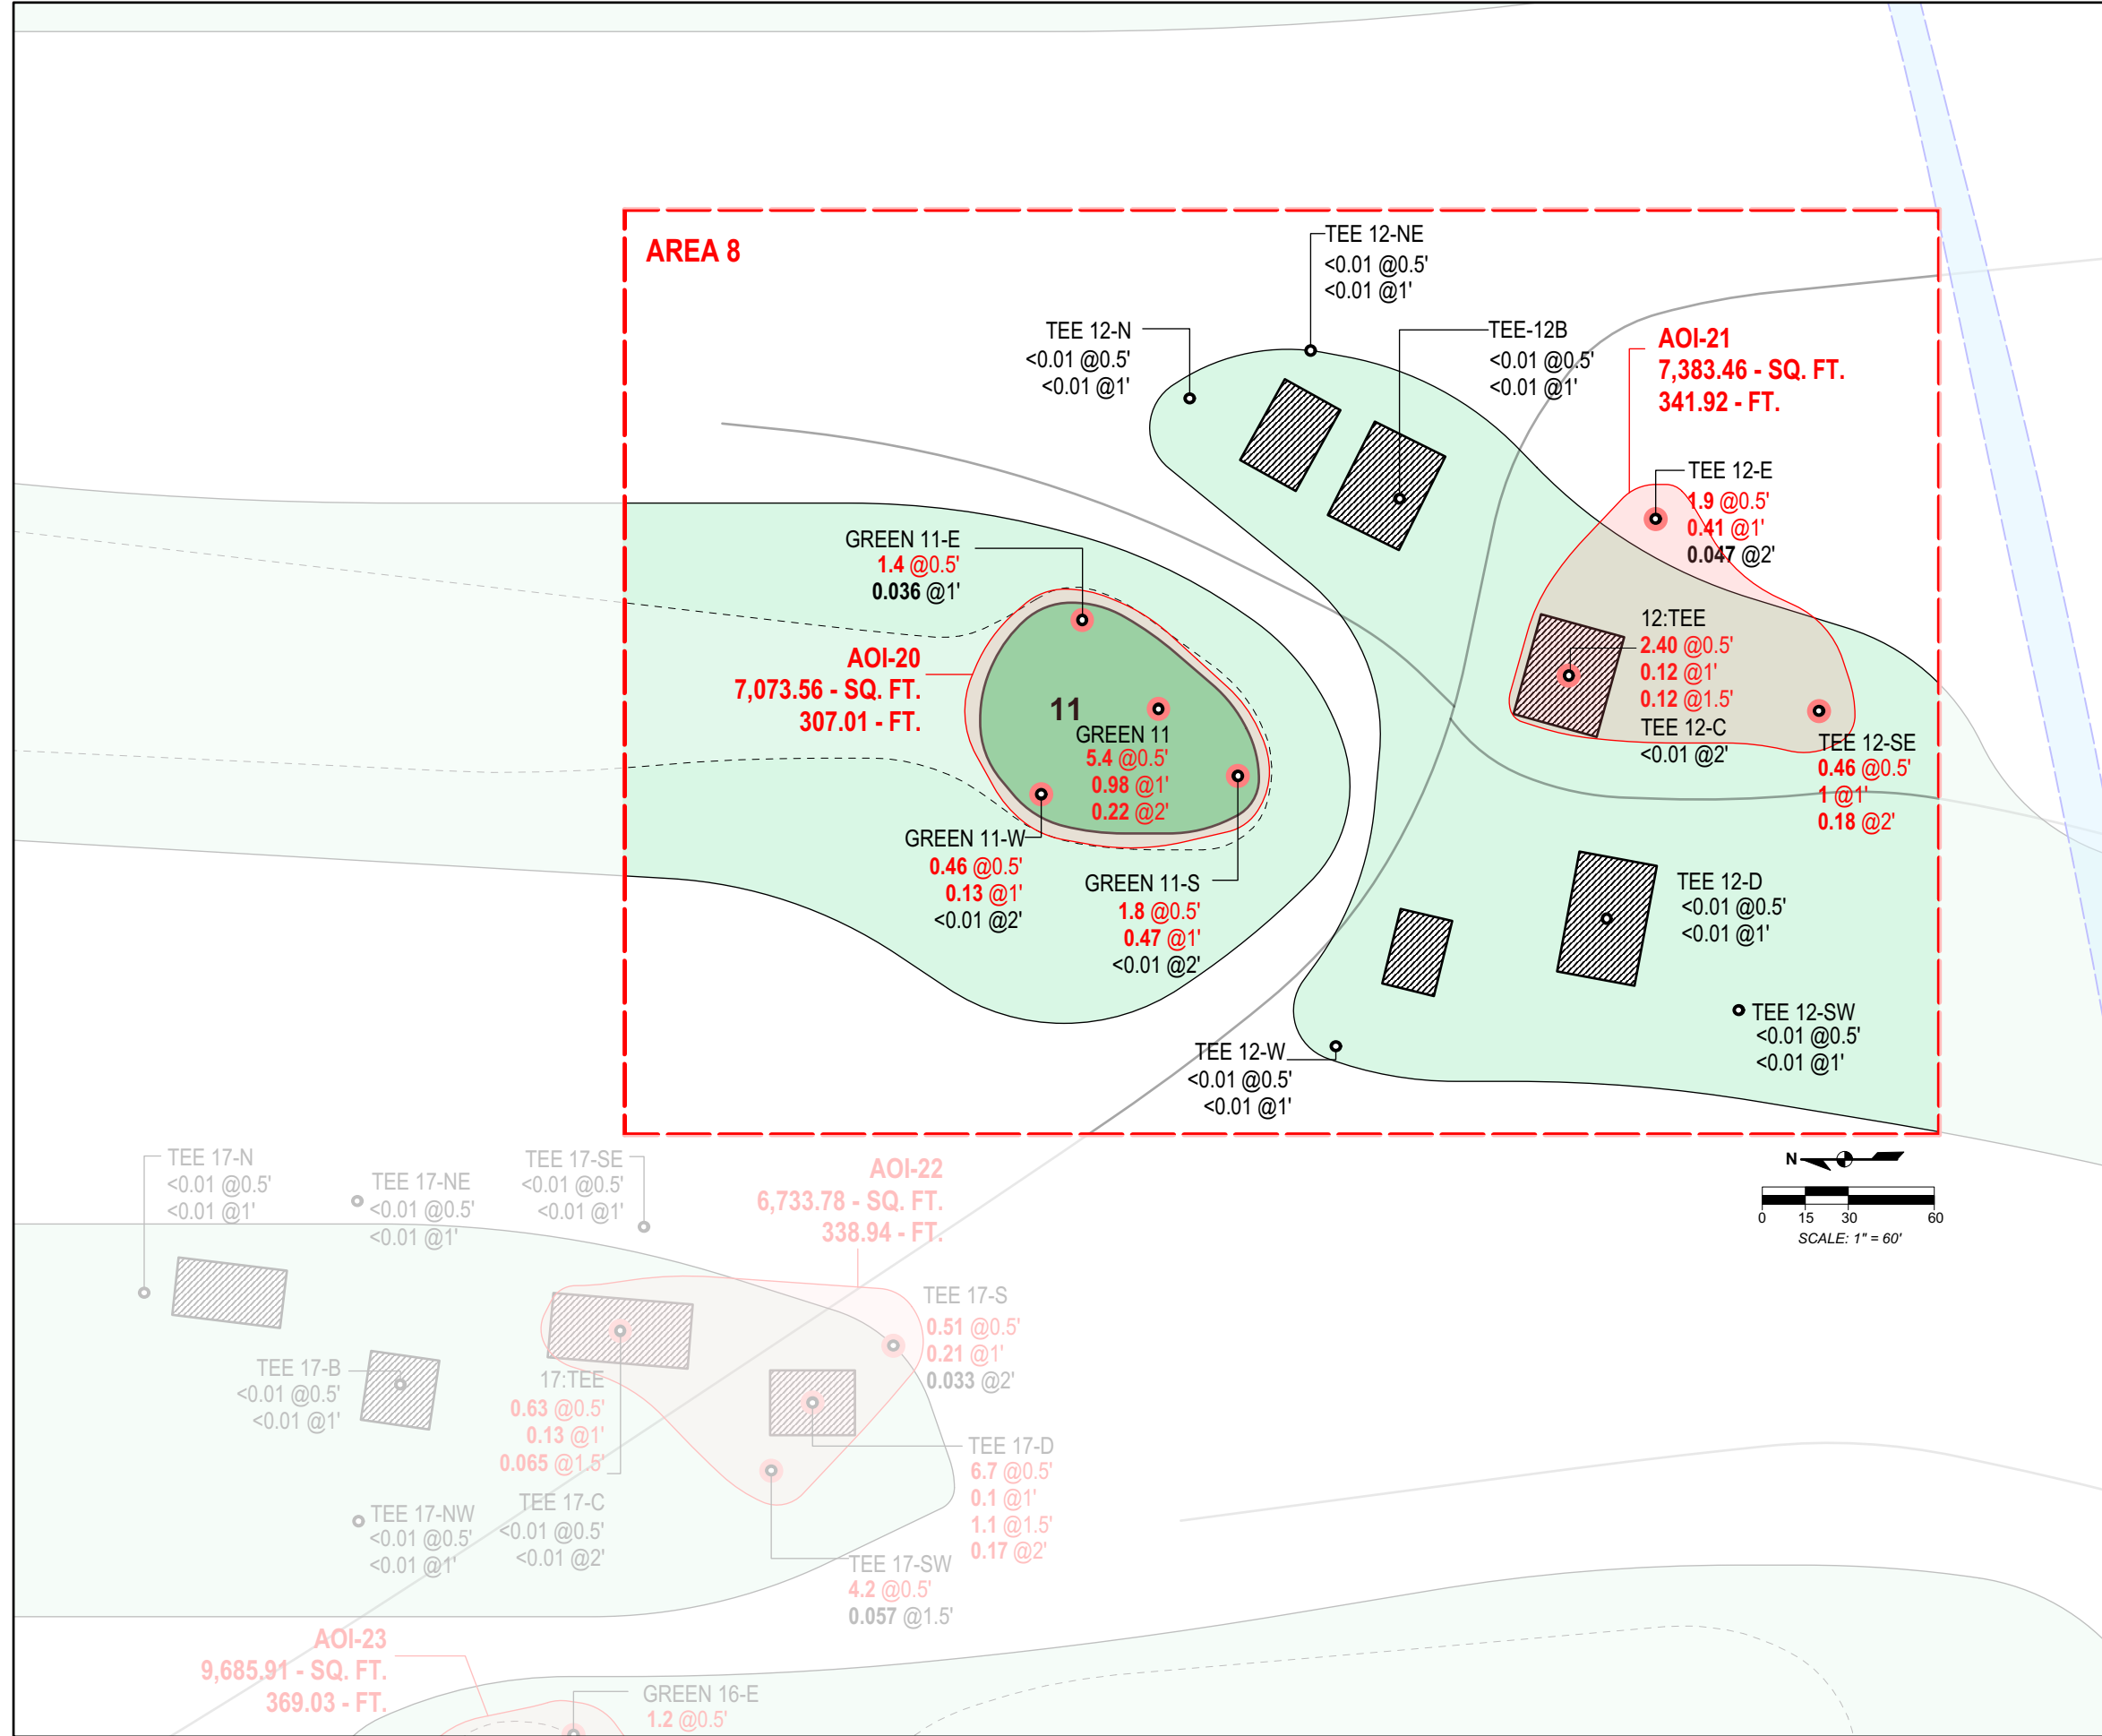 AREA 8
TEE 12-NE
<0.01 @0.5'
<0.01 @1'
TEE 12-N
<0.01 @0.5'
<0.01 @1'
TEE-12B
<0.01 @0.5'
<0.01 @1'
AOI-21
7,383.46 - SQ. FT.
341.92 - FT.
TEE 12-E
1.9 @0.5'
0.41 @1'
0.047 @2'
GREEN 11-E
1.4 @0.5'
0.036 @1'
AOI-20
7,073.56 - SQ. FT.
307.01 - FT.
11
GREEN 11
5.4 @0.5'
0.98 @1'
0.22 @2'
12:TEE
2.40 @0.5'
0.12 @1'
0.12 @1.5'
TEE 12-C
<0.01 @2'
TEE 12-SE
0.46 @0.5'
1 @1'
0.18 @2'
GREEN 11-W
0.46 @0.5'
0.13 @1'
<0.01 @2'
GREEN 11-S
1.8 @0.5'
0.47 @1'
<0.01 @2'
TEE 12-D
<0.01 @0.5'
<0.01 @1'
TEE 12-SW
<0.01 @0.5'
<0.01 @1'
TEE 12-W
<0.01 @0.5'
<0.01 @1'
N
0 15 30 60
SCALE: 1" = 60'
TEE 17-N
<0.01 @0.5'
<0.01 @1'
TEE 17-NE
<0.01 @0.5'
<0.01 @1'
TEE 17-SE
<0.01 @0.5'
<0.01 @1'
AOI-22
6,733.78 - SQ. FT.
338.94 - FT.
TEE 17-S
0.51 @0.5'
0.21 @1'
0.033 @2'
TEE 17-B
<0.01 @0.5'
<0.01 @1'
17:TEE
0.63 @0.5'
0.13 @1'
0.065 @1.5'
TEE 17-C
<0.01 @0.5'
<0.01 @2'
TEE 17-D
6.7 @0.5'
0.1 @1'
1.1 @1.5'
0.17 @2'
TEE 17-NW
<0.01 @0.5'
<0.01 @1'
TEE 17-SW
4.2 @0.5'
0.057 @1.5'
AOI-23
9,685.91 - SQ. FT.
369.03 - FT.
GREEN 16-E
1.2 @0.5'